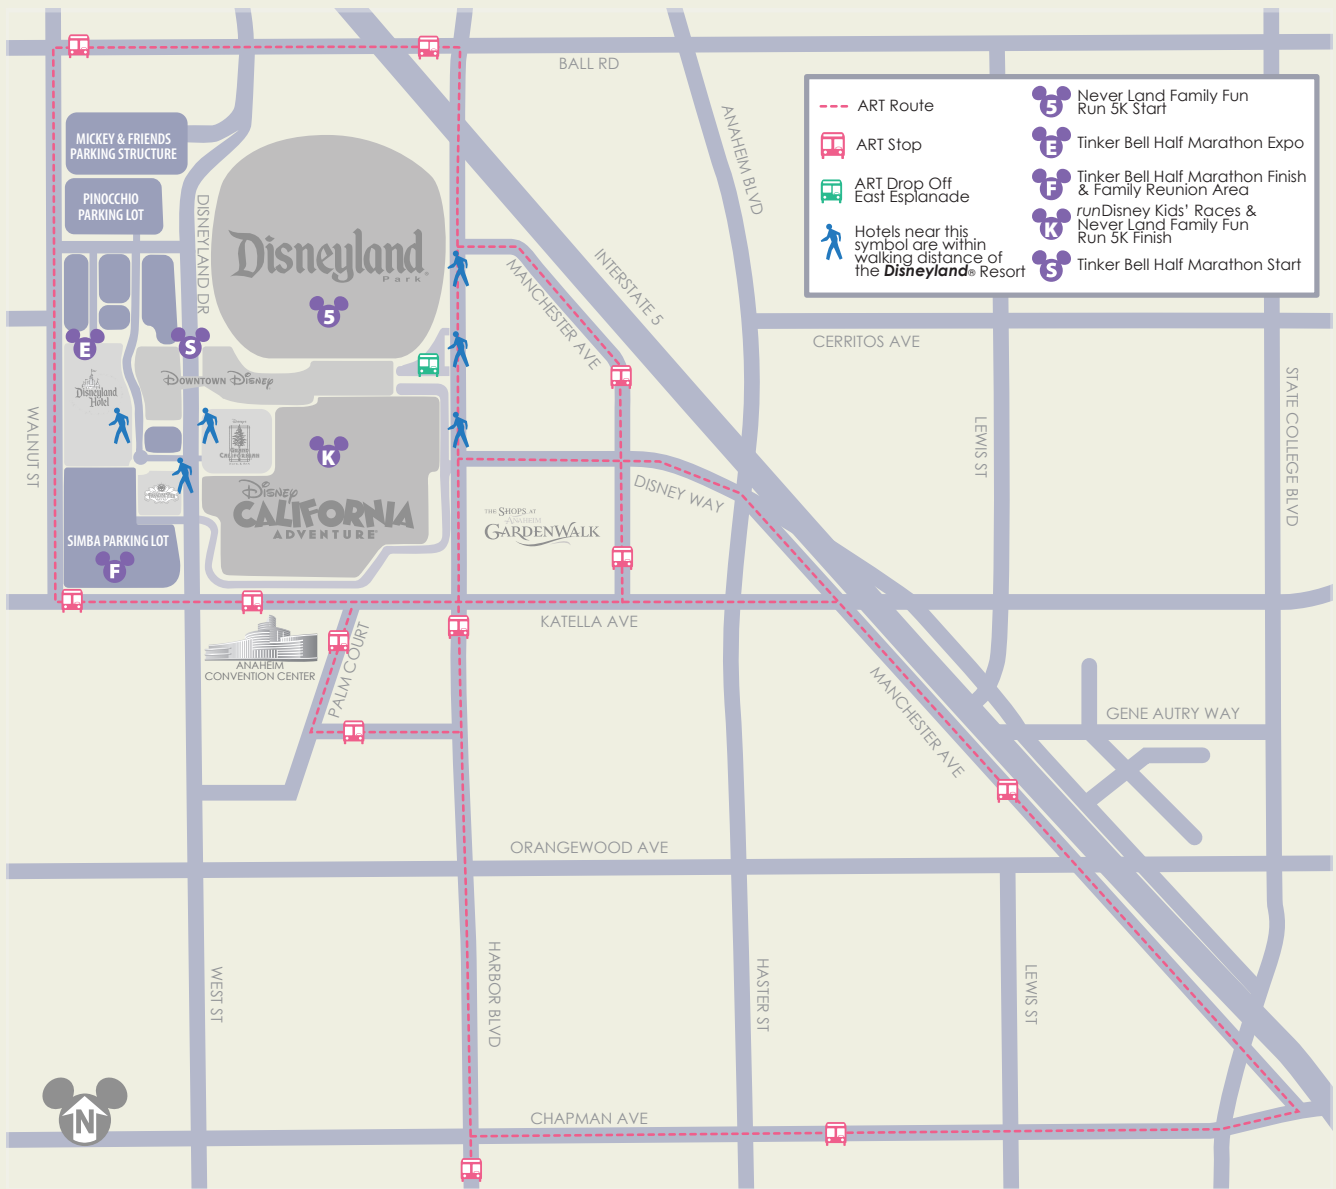 BALL RD
ART Route
ART Stop
ART Drop Off
East Esplanade
Hotels near this
symbol are within
walking distance of
the Disneyland® Resort
5
Never Land Family Fun
Run 5K Start
E
Tinker Bell Half Marathon Expo
F
Tinker Bell Half Marathon Finish
& Family Reunion Area
K
runDisney Kids’ Races &
Never Land Family Fun
Run 5K Finish
S
Tinker Bell Half Marathon Start
MICKEY & FRIENDS
PARKING STRUCTURE
PINOCCHIO
PARKING LOT
DISNEYLAND DR
Disneyland
Park
5
ANAHEIM BLVD
INTERSTATE 5
MANCHESTER AVE
CERRITOS AVE
E
S
Disneyland
Hotel
DOWNTOWN DISNEY
WALNUT ST
K
LEWIS ST
STATE COLLEGE BLVD
Disney
CALIFORNIA
ADVENTURE
THE SHOPS AT
ANAHEIM
GARDENWALK
DISNEY WAY
SIMBA PARKING LOT
F
KATELLA AVE
ANAHEIM
CONVENTION CENTER
PALM COURT
MANCHESTER AVE
GENE AUTRY WAY
ORANGEWOOD AVE
WEST ST
HARBOR BLVD
HASTER ST
LEWIS ST
N
CHAPMAN AVE